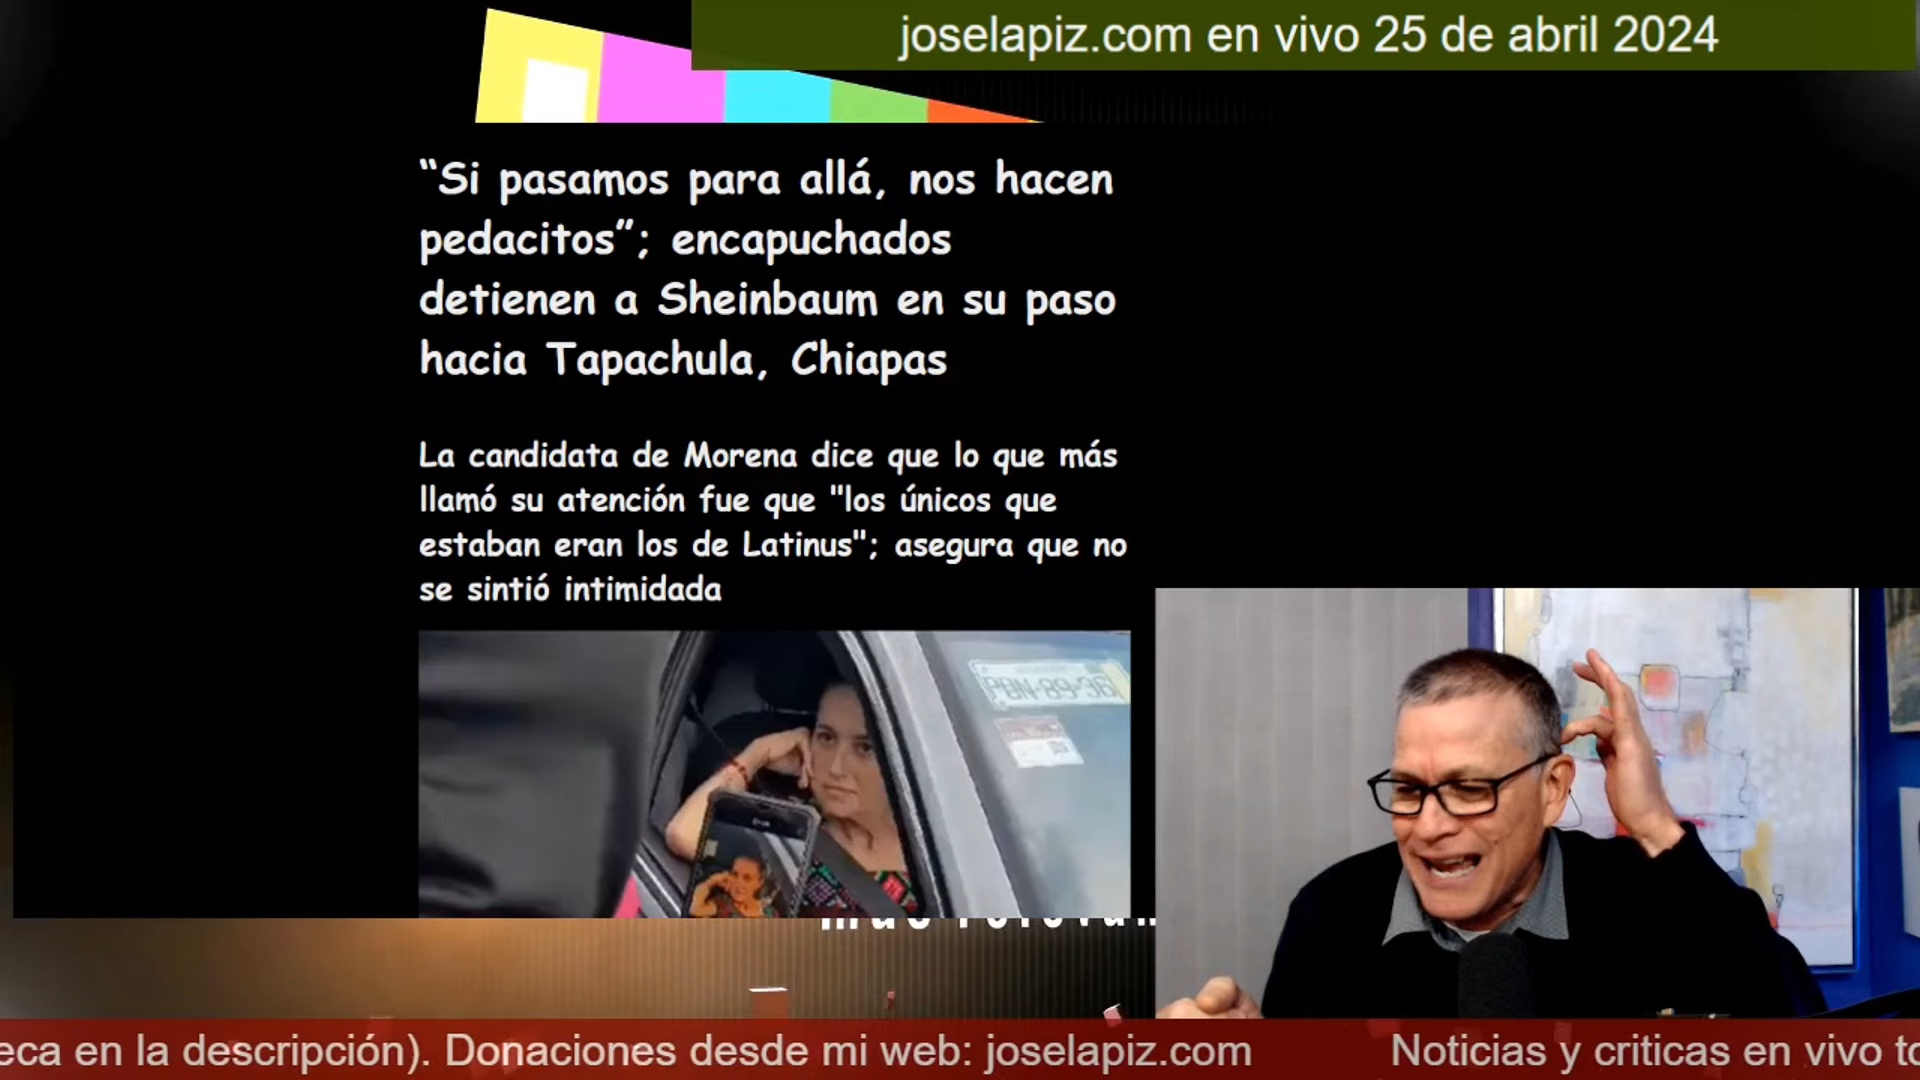 joselapiz.com en vivo 25 de abril 2024
“Si pasamos para allá, nos hacen
pedacitos”; encapuchados
detienen a Sheinbaum en su paso
hacia Tapachula, Chiapas
La candidata de Morena dice que lo que más
llamó su atención fue que "los únicos que
estaban eran los de Latinus"; asegura que no
se sintió intimidada
eca en la descripción). Donaciones desde mi web: joselapiz.com Noticias y criticas en vivo to